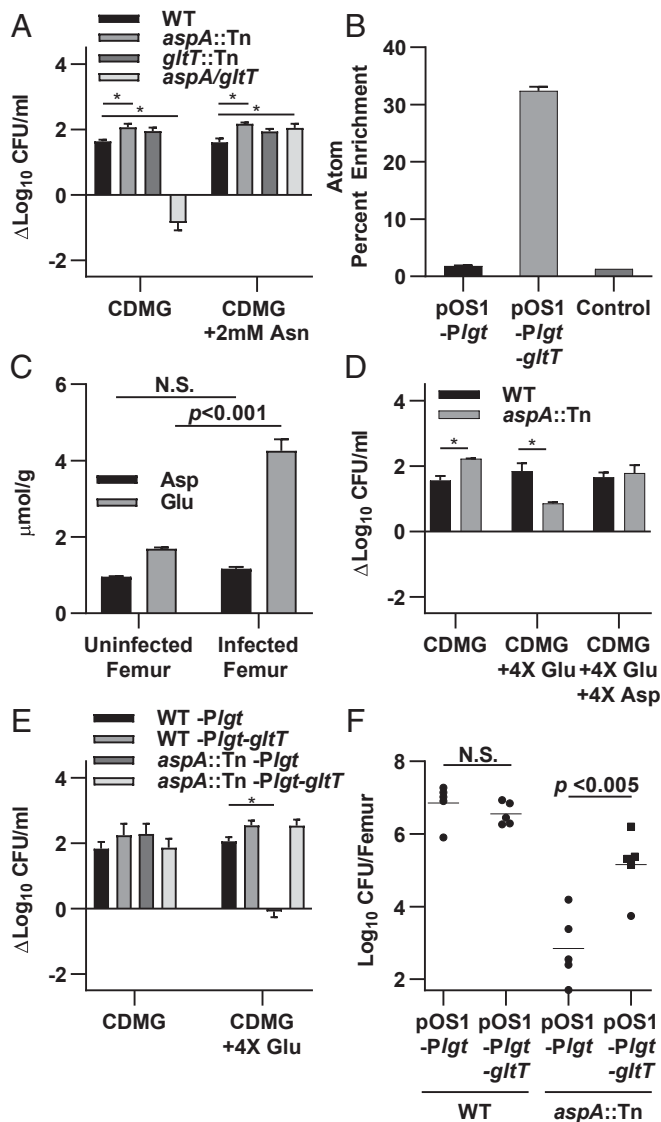 A
WT
aspA::Tn
gltT::Tn
aspA/gltT
ΔLog10 CFU/ml
4
2
0
-2
*
*
*
*
CDMG
CDMG
+2mM Asn
B
Atom
Percent Enrichment
40
30
20
10
0
pOS1
-Plgt
pOS1
-Plgt
-gltT
Control
C
μmol/g
6
4
2
0
N.S.
p<0.001
Asp
Glu
Uninfected
Femur
Infected
Femur
D
WT
aspA::Tn
ΔLog10 CFU/ml
4
2
0
-2
*
*
CDMG
CDMG
+4X Glu
CDMG
+4X Glu
+4X Asp
E
WT -Plgt
WT -Plgt-gltT
aspA::Tn -Plgt
aspA::Tn -Plgt-gltT
ΔLog10 CFU/ml
4
2
0
-2
*
CDMG
CDMG
+4X Glu
F
Log10 CFU/Femur
8
6
4
2
N.S.
p <0.005
pOS1
-Plgt
pOS1
-Plgt
-gltT
pOS1
-Plgt
pOS1
-Plgt
-gltT
WT
aspA::Tn